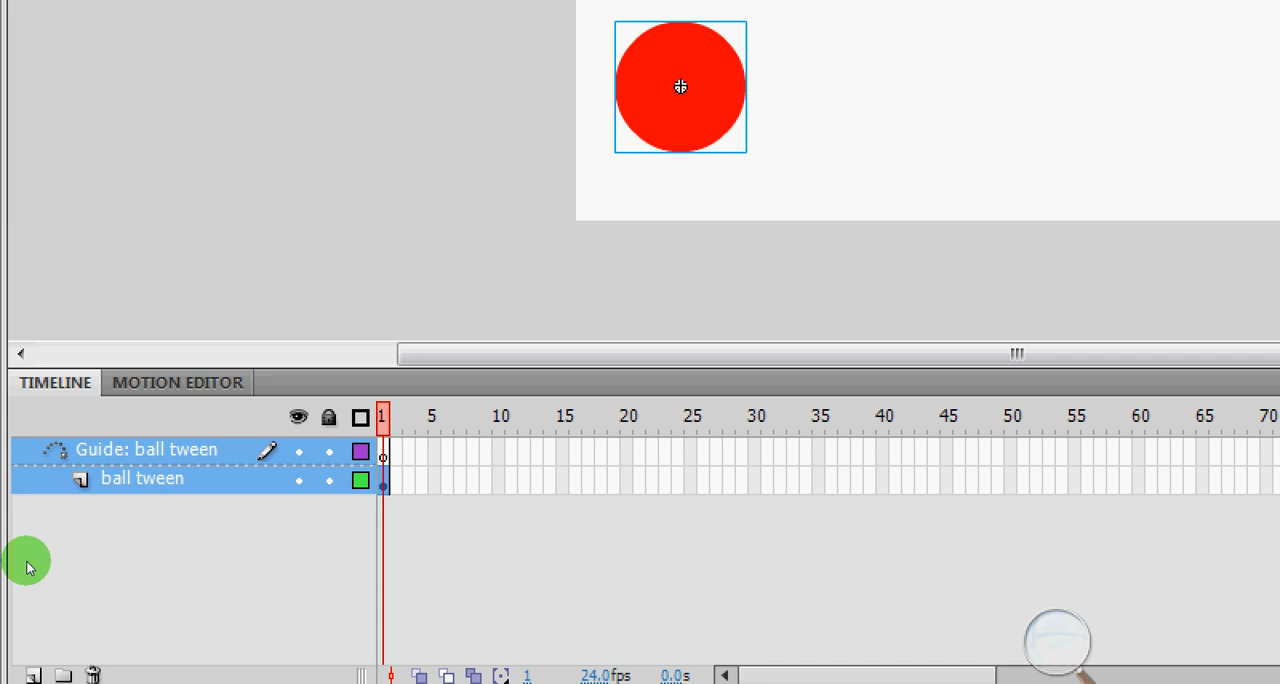 TIMELINE MOTION EDITOR
1 5 10 15 20 25 30 35 40 45 50 55 60 65 70
Guide: ball tween
ball tween
1 24.0fps 0.0s